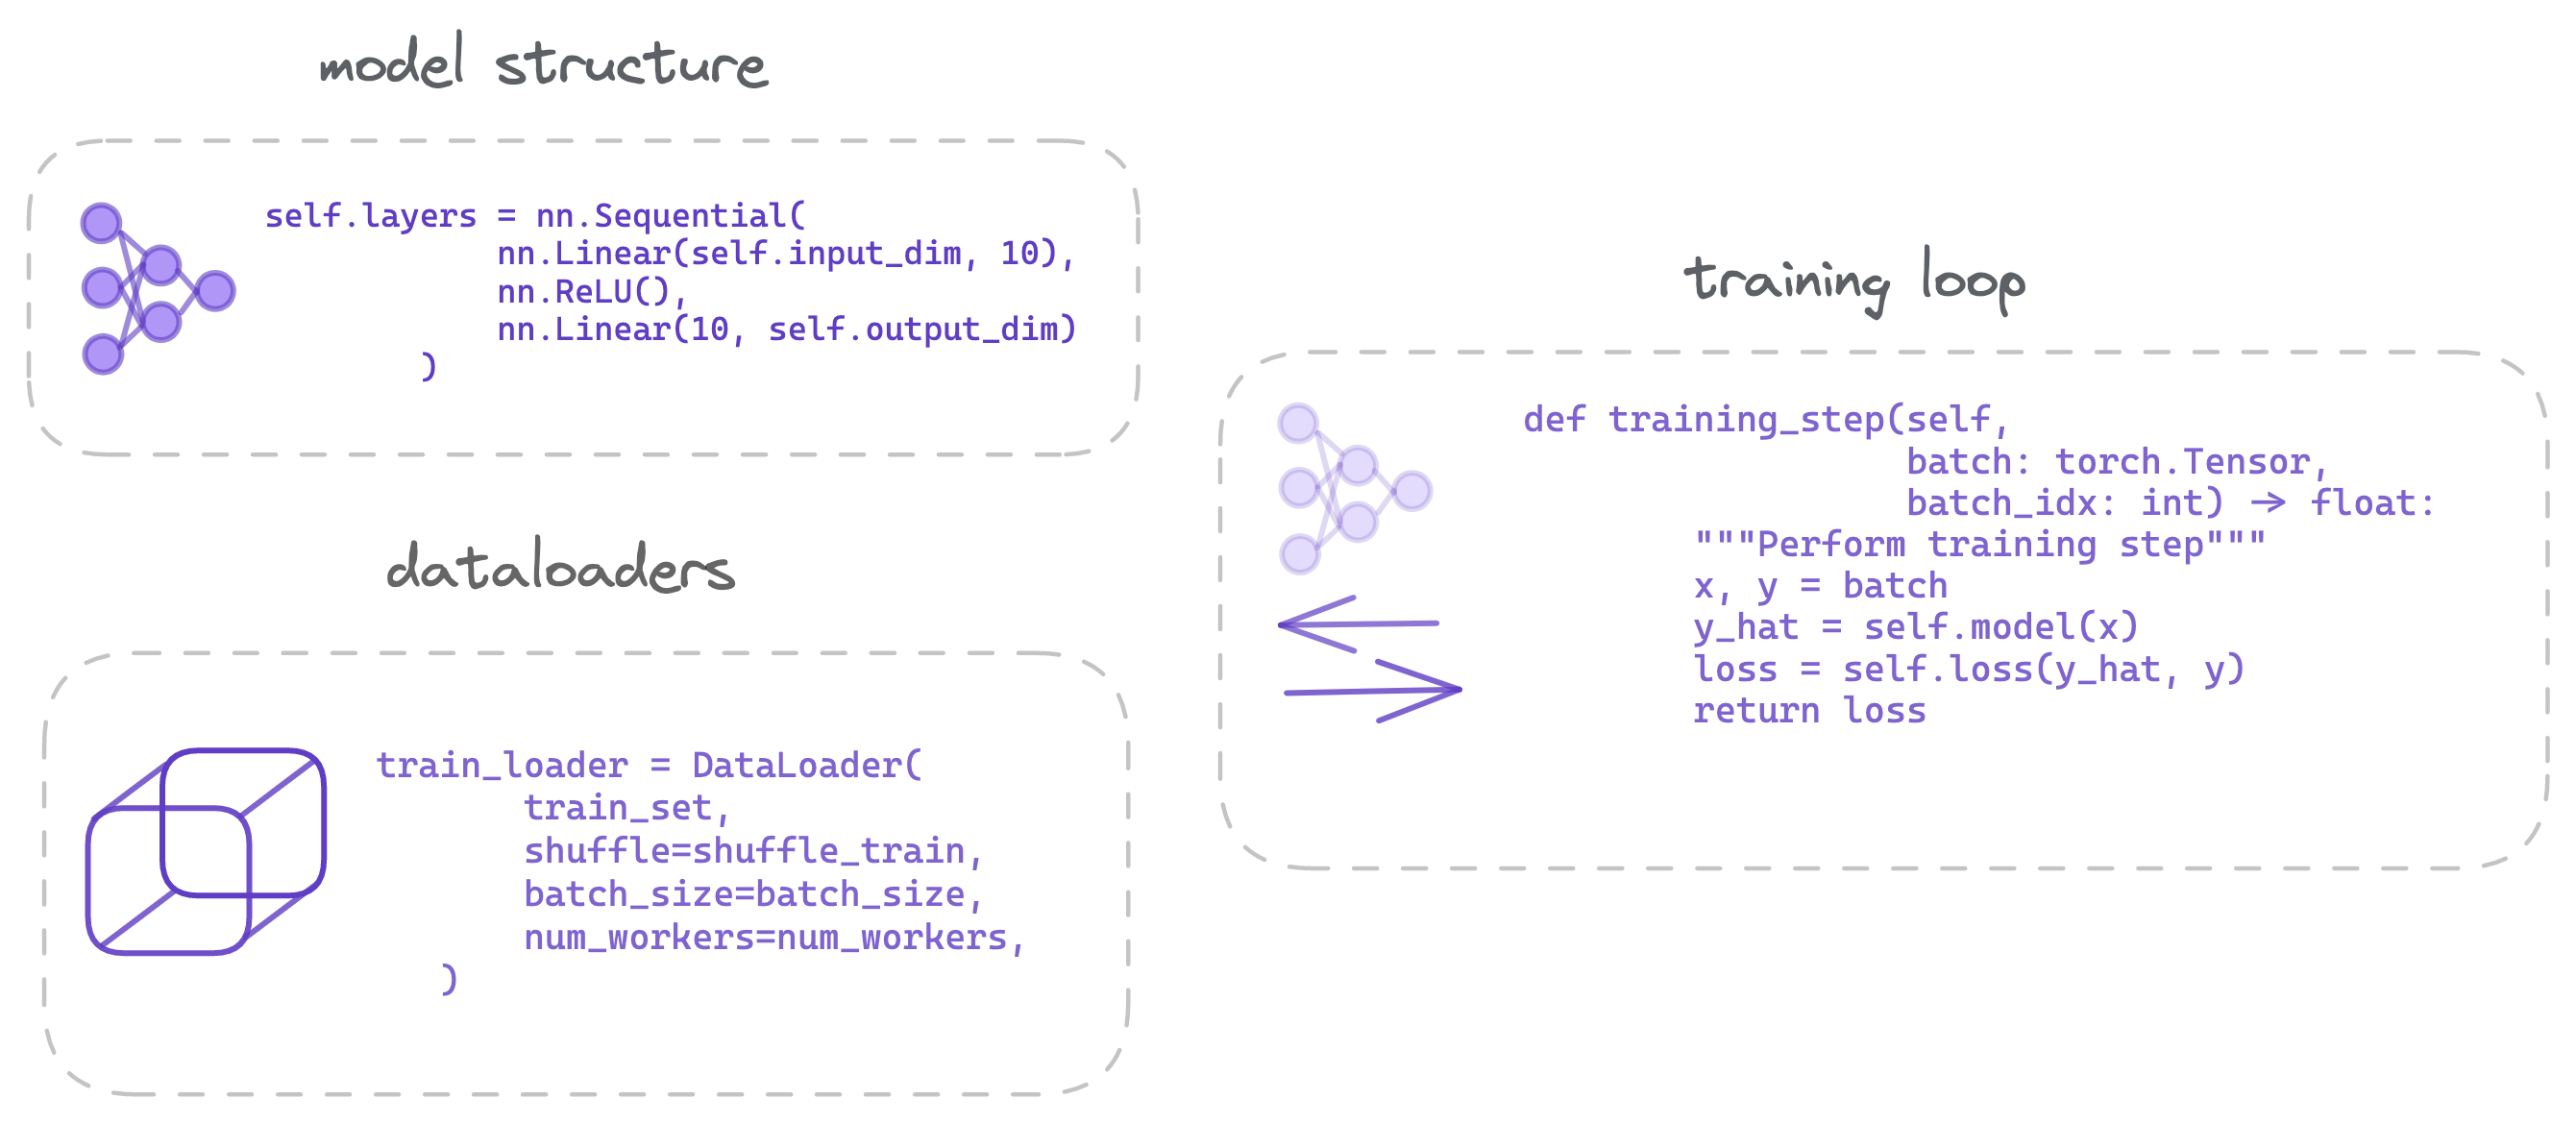 model structure
self.layers = nn.Sequential(
nn.Linear(self.input_dim, 10),
nn.ReLU(),
nn.Linear(10, self.output_dim)
)
dataloaders
train_loader = DataLoader(
train_set,
shuffle=shuffle_train,
batch_size=batch_size,
num_workers=num_workers,
)
training loop
def training_step(self,
batch: torch.Tensor,
batch_idx: int) → float:
"""Perform training step"""
x, y = batch
y_hat = self.model(x)
loss = self.loss(y_hat, y)
return loss